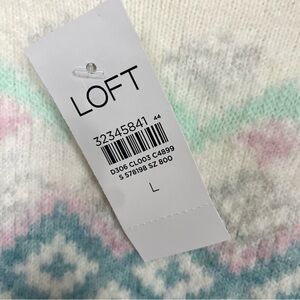 LOFT
32345841 44
D306 CL003 C4899
S 578198 SZ 800
L